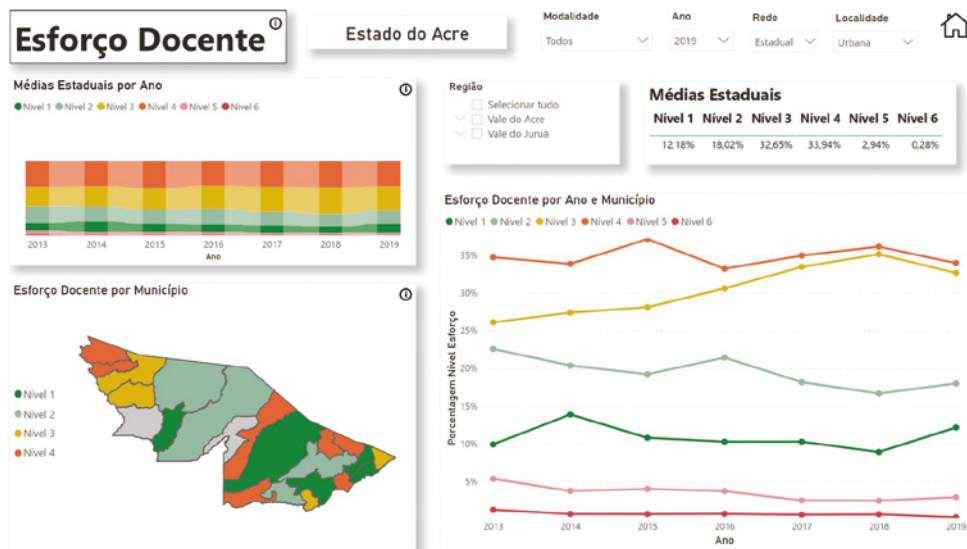 Esforço Docente
Estado do Acre
Modalidade
Todos
Ano
2019
Rede
Estadual
Localidade
Urbana
Médias Estaduais por Ano
Nível 1 Nível 2 Nível 3 Nível 4 Nível 5 Nível 6
2013 2014 2015 2016 2017 2018 2019
Ano
Região
Selecionar tudo
Vale do Acre
Vale do Juruá
Médias Estaduais
Nível 1 Nível 2 Nível 3 Nível 4 Nível 5 Nível 6
12,18% 18,02% 32,65% 33,94% 2,94% 0,28%
Esforço Docente por Município
Nível 1
Nível 2
Nível 3
Nível 4
Esforço Docente por Ano e Município
Nível 1 Nível 2 Nível 3 Nível 4 Nível 5 Nível 6
Porcentagem Nível Esforço
35%
30%
25%
20%
15%
10%
5%
2013 2014 2015 2016 2017 2018 2019
Ano